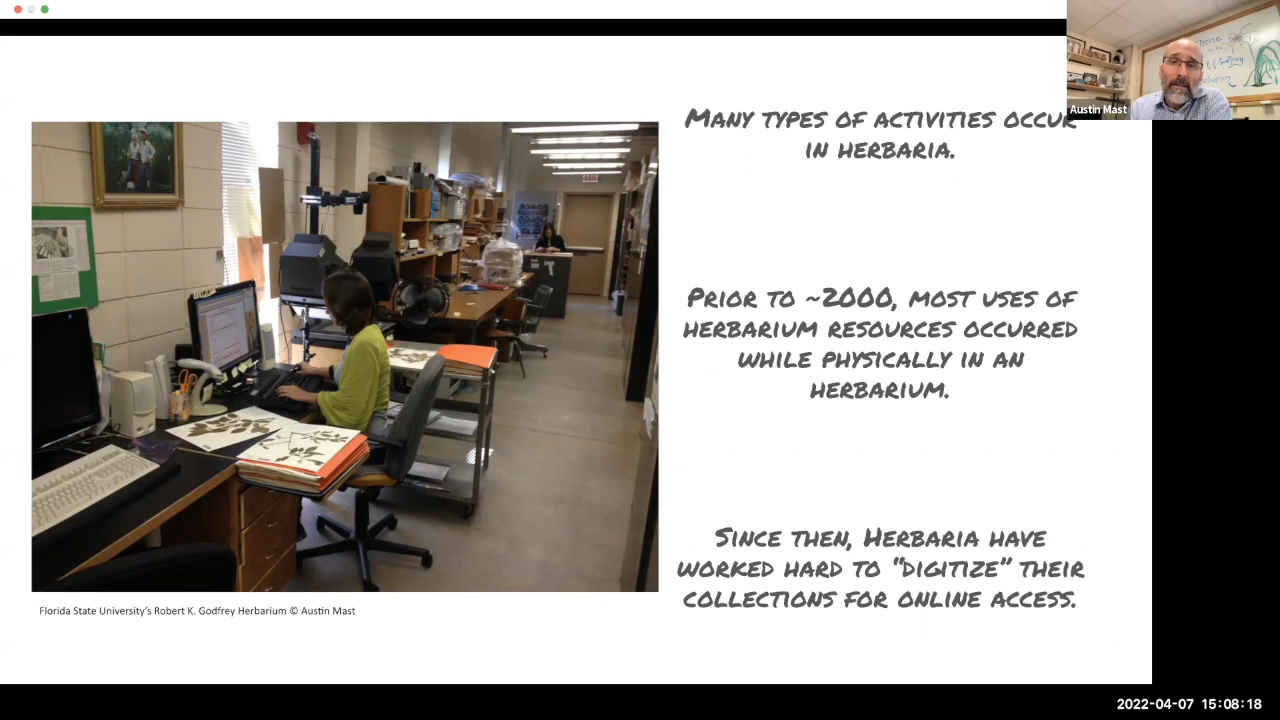 Austin Mast
MANY TYPES OF ACTIVITIES OCCUR
IN HERBARIA.
PRIOR TO ~2000, MOST USES OF
HERBARIUM RESOURCES OCCURRED
WHILE PHYSICALLY IN AN
HERBARIUM.
SINCE THEN, HERBARIA HAVE
WORKED HARD TO "DIGITIZE" THEIR
COLLECTIONS FOR ONLINE ACCESS.
Florida State University's Robert K. Godfrey Herbarium © Austin Mast
2022-04-07 15:08:18